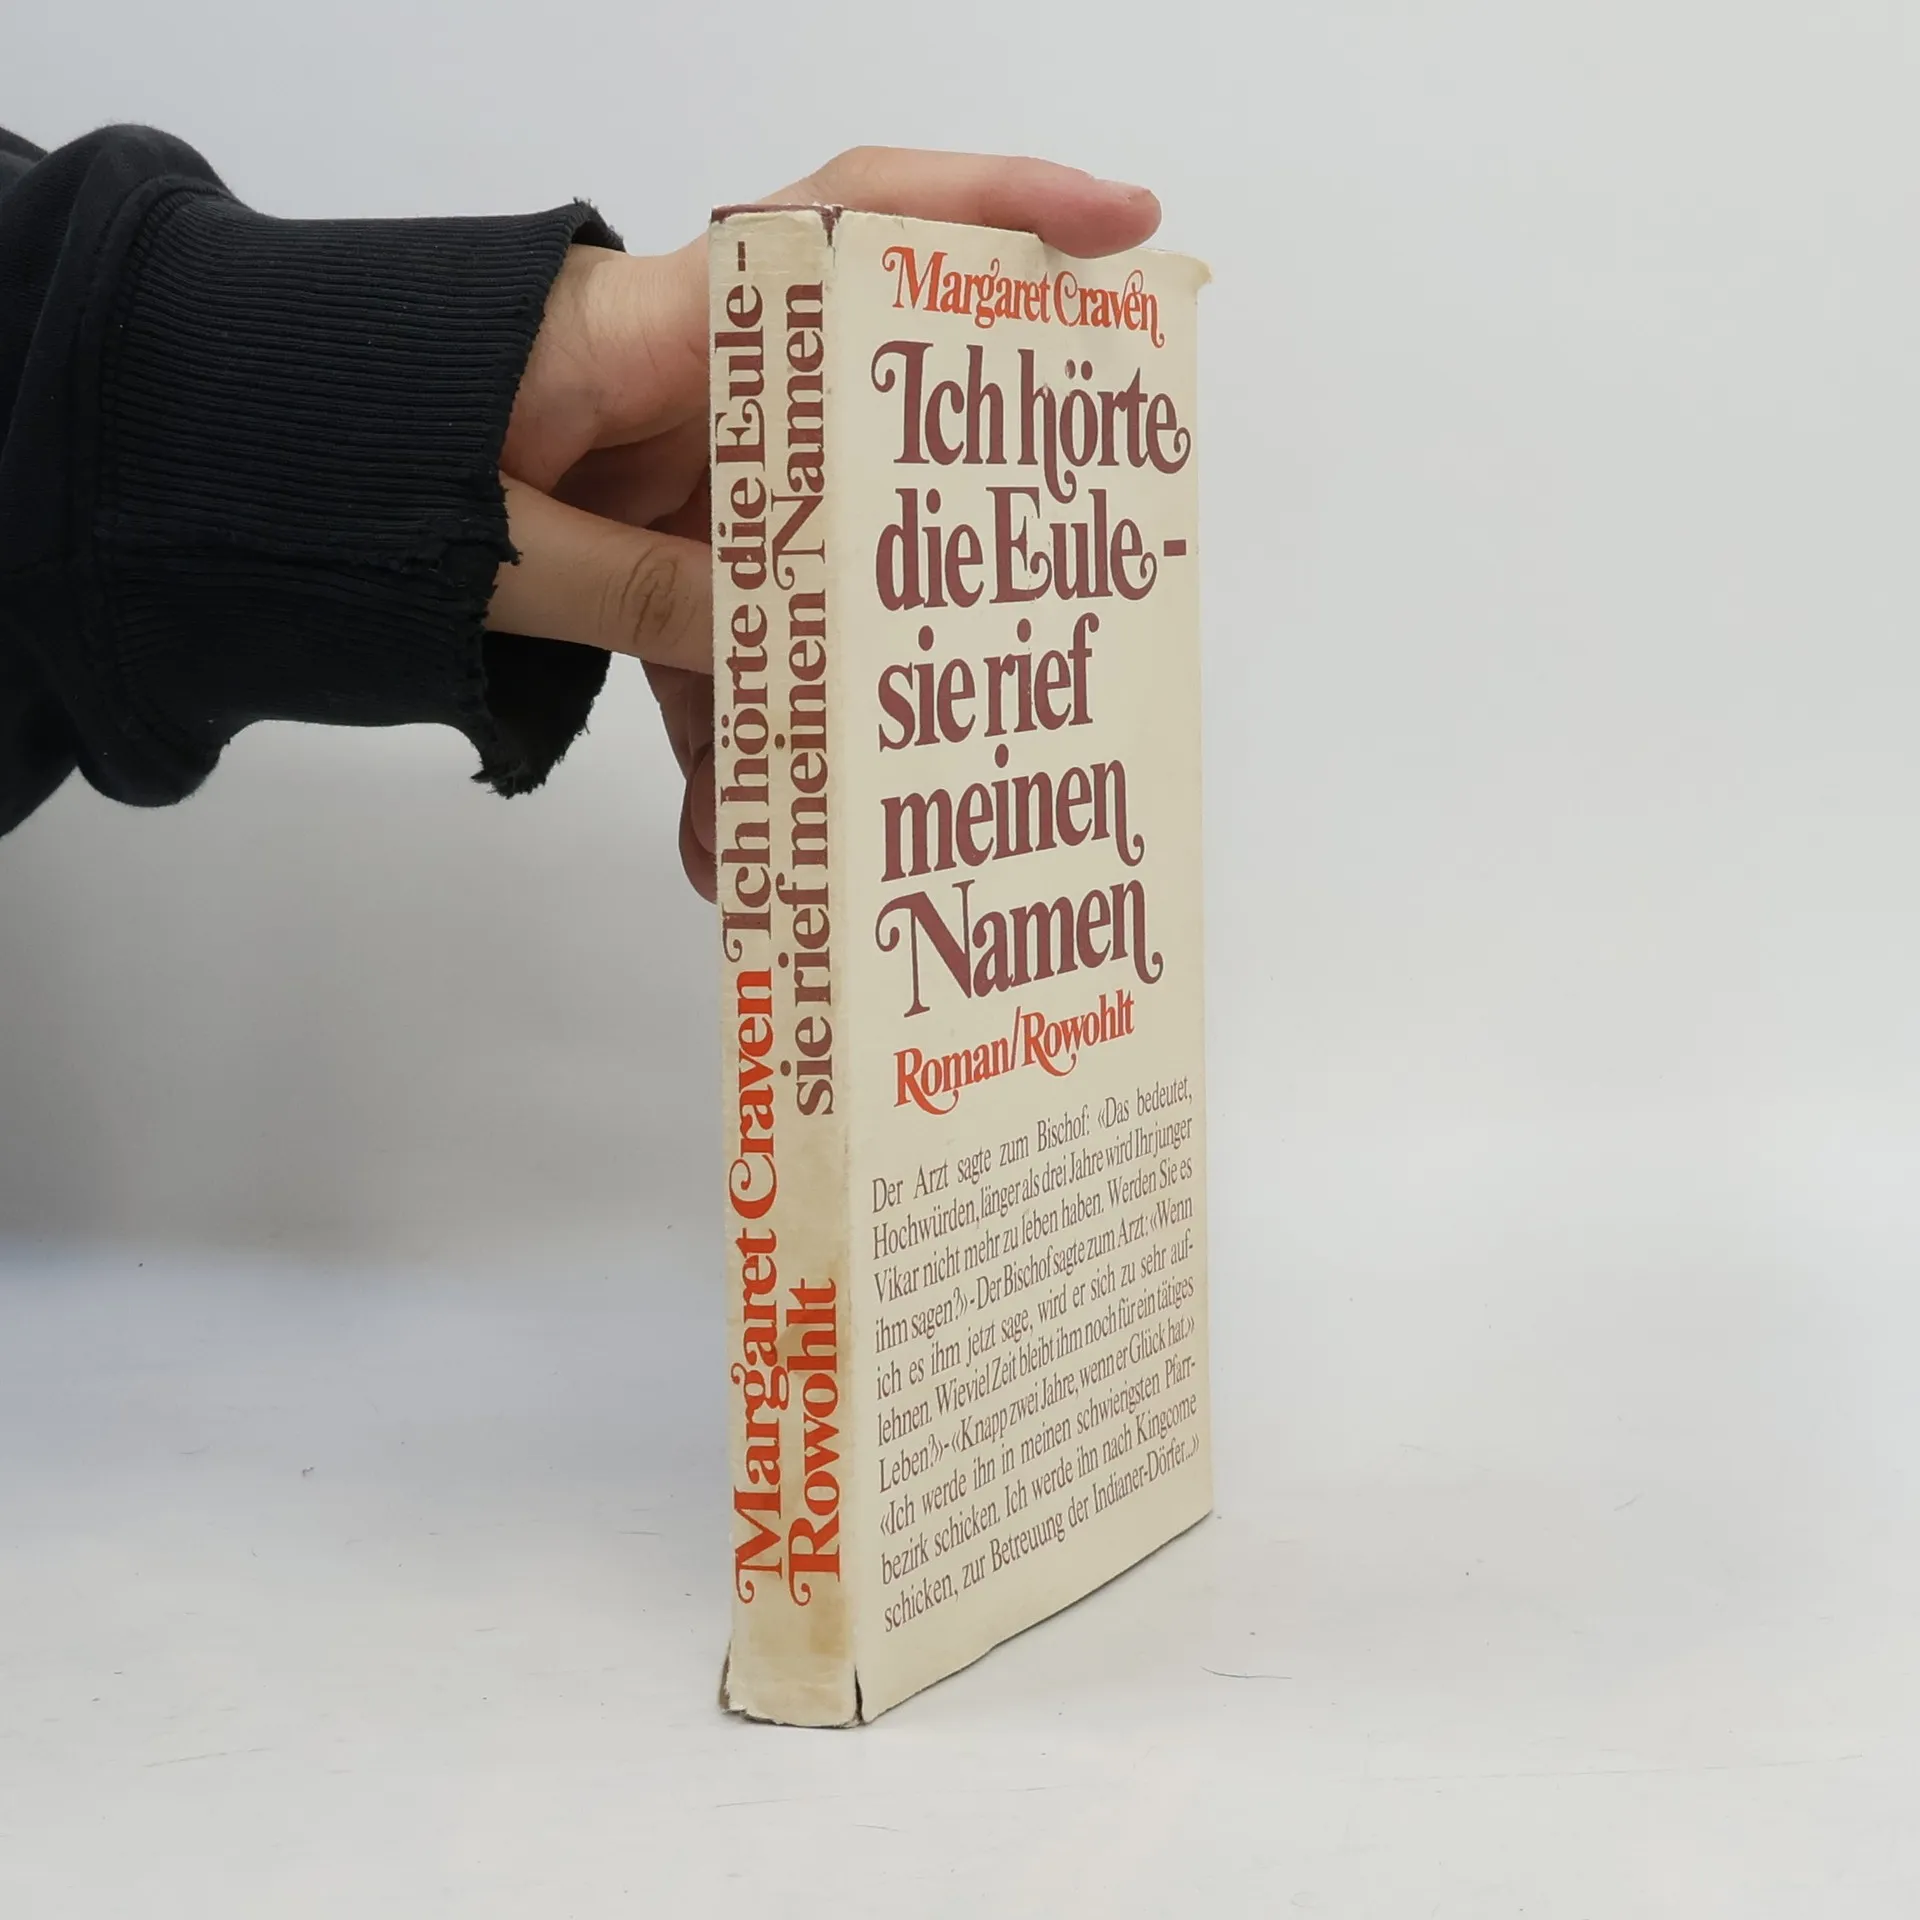 Margaret Craven Ich hörte die Eule -
Rowohlt sie rief meinen Namen
Margaret Craven
Ich hörte
die Eule -
sie rief
meinen
Namen
Roman/Rowohlt
Der Arzt sagte zum Bischof: «Das bedeutet,
Hochwürden, länger als drei Jahre wird Ihr junger
Vikar nicht mehr zu leben haben. Werden Sie es
ihm sagen?» - Der Bischof sagte zum Arzt: «Wenn
ich es ihm jetzt sage, wird er sich zu sehr auf-
lehnen. Wieviel Zeit bleibt ihm noch für ein tätiges
Leben?» - «Knapp zwei Jahre, wenn er Glück hat.»
«Ich werde ihn in meinen schwierigsten Pfarr-
bezirk schicken. Ich werde ihn nach Kingcome
schicken, zur Betreuung der Indianer-Dörfer...»